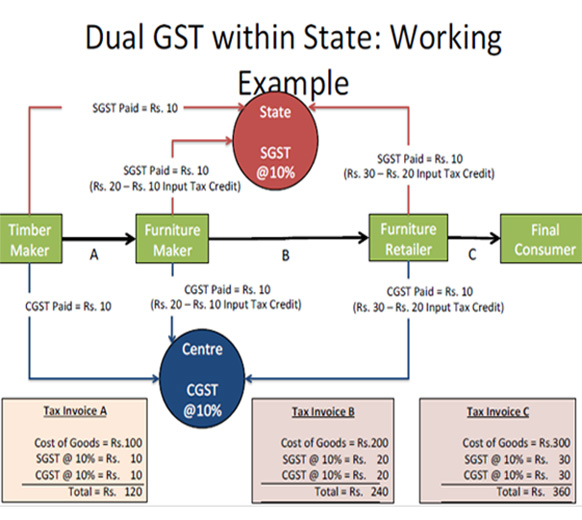 Dual GST within State: Working
Example
SGST Paid = Rs. 10
State
SGST
@10%
SGST Paid = Rs. 10
(Rs. 20 – Rs. 10 Input Tax Credit)
SGST Paid = Rs. 10
(Rs. 30 – Rs. 20 Input Tax Credit)
Timber
Maker
A
Furniture
Maker
B
Furniture
Retailer
C
Final
Consumer
CGST Paid = Rs. 10
CGST Paid = Rs. 10
(Rs. 20 – Rs. 10 Input Tax Credit)
CGST Paid = Rs. 10
(Rs. 30 – Rs. 20 Input Tax Credit)
Centre
CGST
@10%
Tax Invoice A
Cost of Goods = Rs.100
SGST @ 10% = Rs. 10
CGST @ 10% = Rs. 10
Total = Rs. 120
Tax Invoice B
Cost of Goods = Rs.200
SGST @ 10% = Rs. 20
CGST @ 10% = Rs. 20
Total = Rs. 240
Tax Invoice C
Cost of Goods = Rs.300
SGST @ 10% = Rs. 30
CGST @ 10% = Rs. 30
Total = Rs. 360